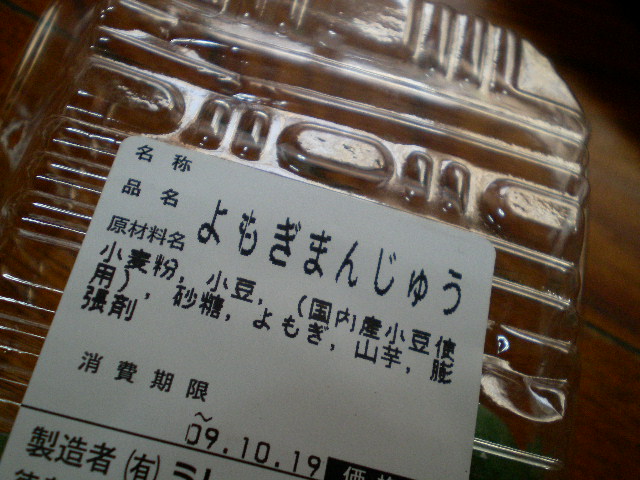 名称
品名 よもぎまんじゅう
原材料名
小麦粉，小豆，（国内産小豆使
用），砂糖，よもぎ，山芋，膨
張剤
消費期限
～
09.10.19
製造者 (有)